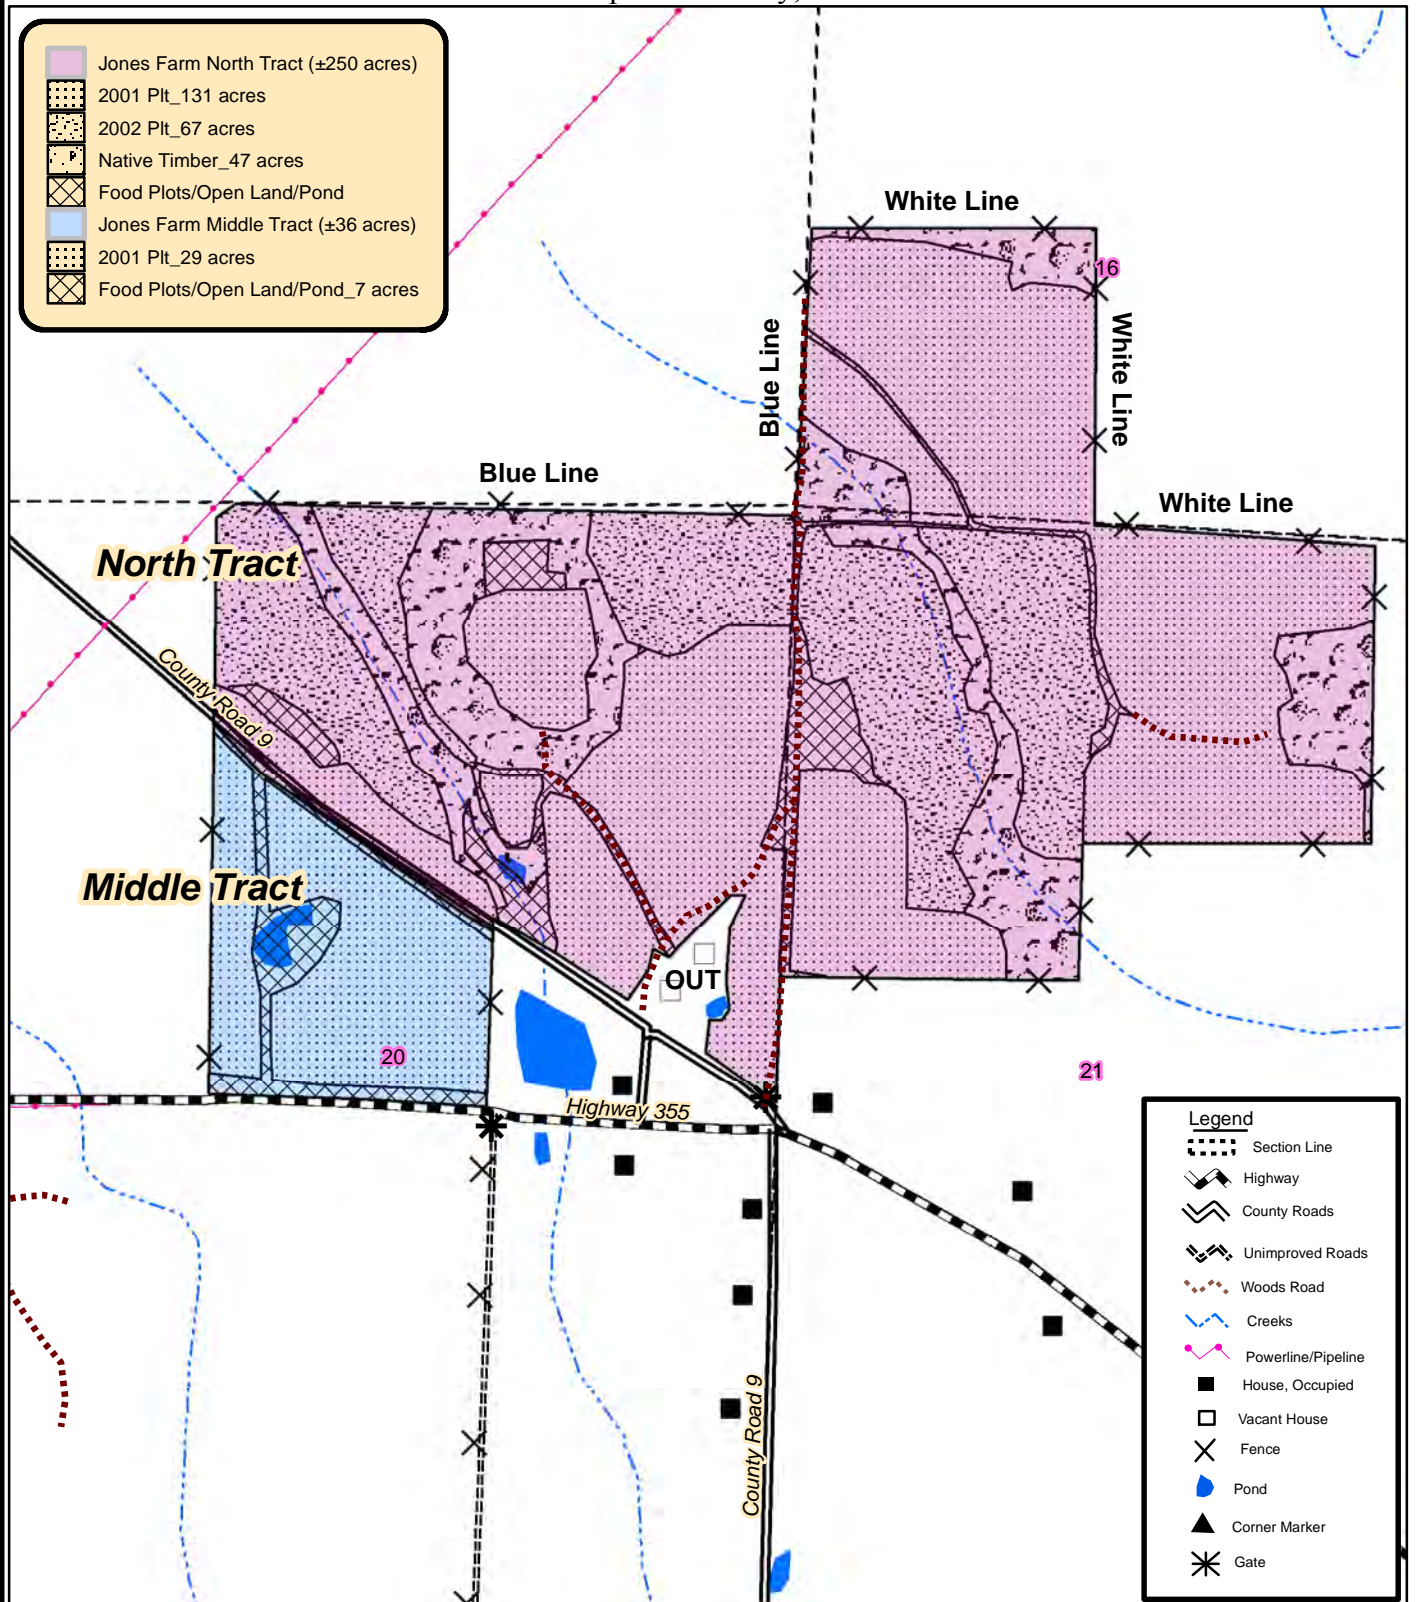 Jones Farm North Tract (±250 acres)
2001 Plt_131 acres
2002 Plt_67 acres
Native Timber_47 acres
Food Plots/Open Land/Pond
Jones Farm Middle Tract (±36 acres)
2001 Plt_29 acres
Food Plots/Open Land/Pond_7 acres
White Line
16
White Line
Blue Line
Blue Line
White Line
North Tract
County Road 9
Middle Tract
OUT
20
21
Highway 355
County Road 9
Legend
Section Line
Highway
County Roads
Unimproved Roads
Woods Road
Creeks
Powerline/Pipeline
House, Occupied
Vacant House
Fence
Pond
Corner Marker
Gate